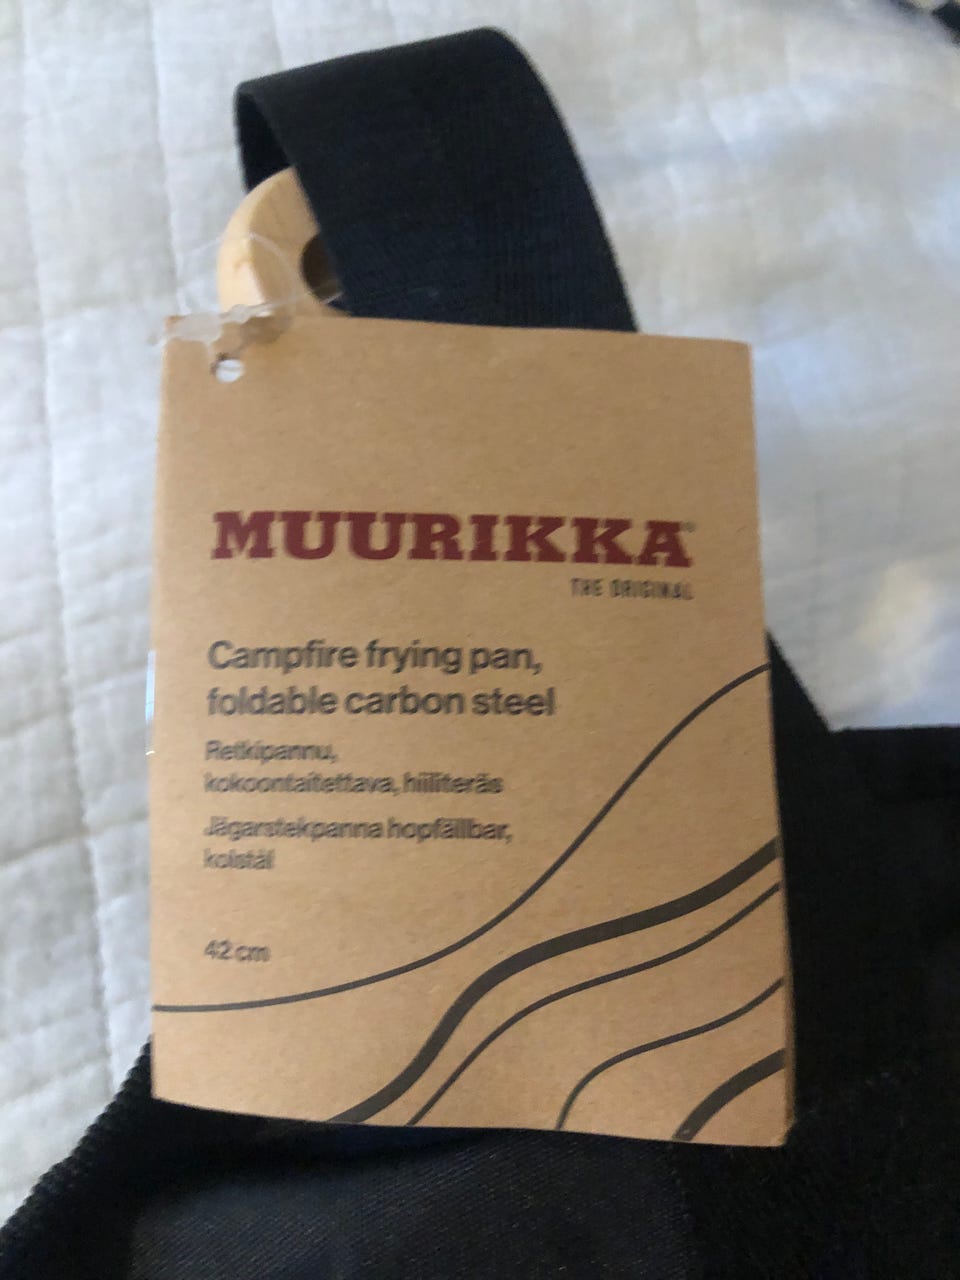 MUURIKKA®
THE ORIGINAL
Campfire frying pan,
foldable carbon steel
Retkipannu,
kokoontaitettava, hiiliteräs
Jägarstekpanna hopfällbar,
kolstål
42 cm